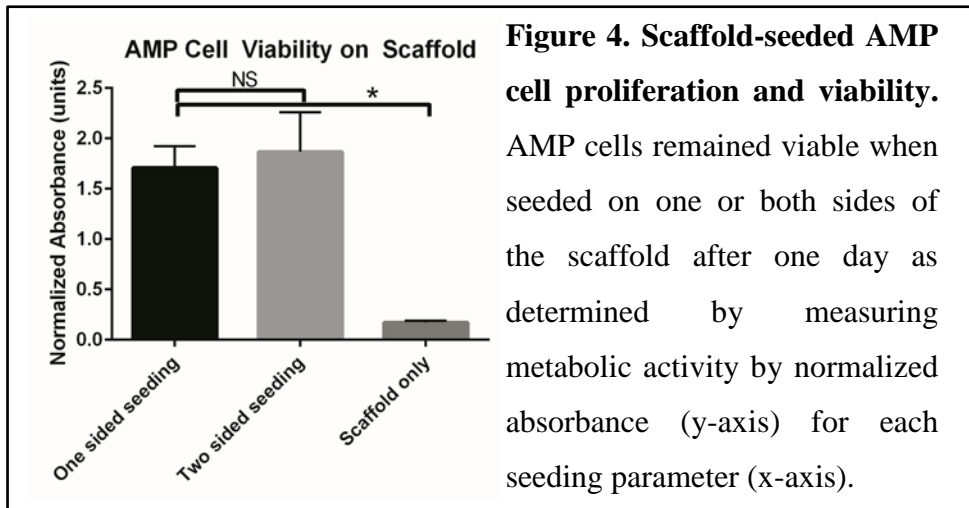 AMP Cell Viability on Scaffold
NS
*
Normalized Absorbance (units)
2.5
2.0
1.5
1.0
0.5
0.0
One sided seeding
Two sided seeding
Scaffold only
Figure 4. Scaffold-seeded AMP
cell proliferation and viability.
AMP cells remained viable when
seeded on one or both sides of
the scaffold after one day as
determined by measuring
metabolic activity by normalized
absorbance (y-axis) for each
seeding parameter (x-axis).